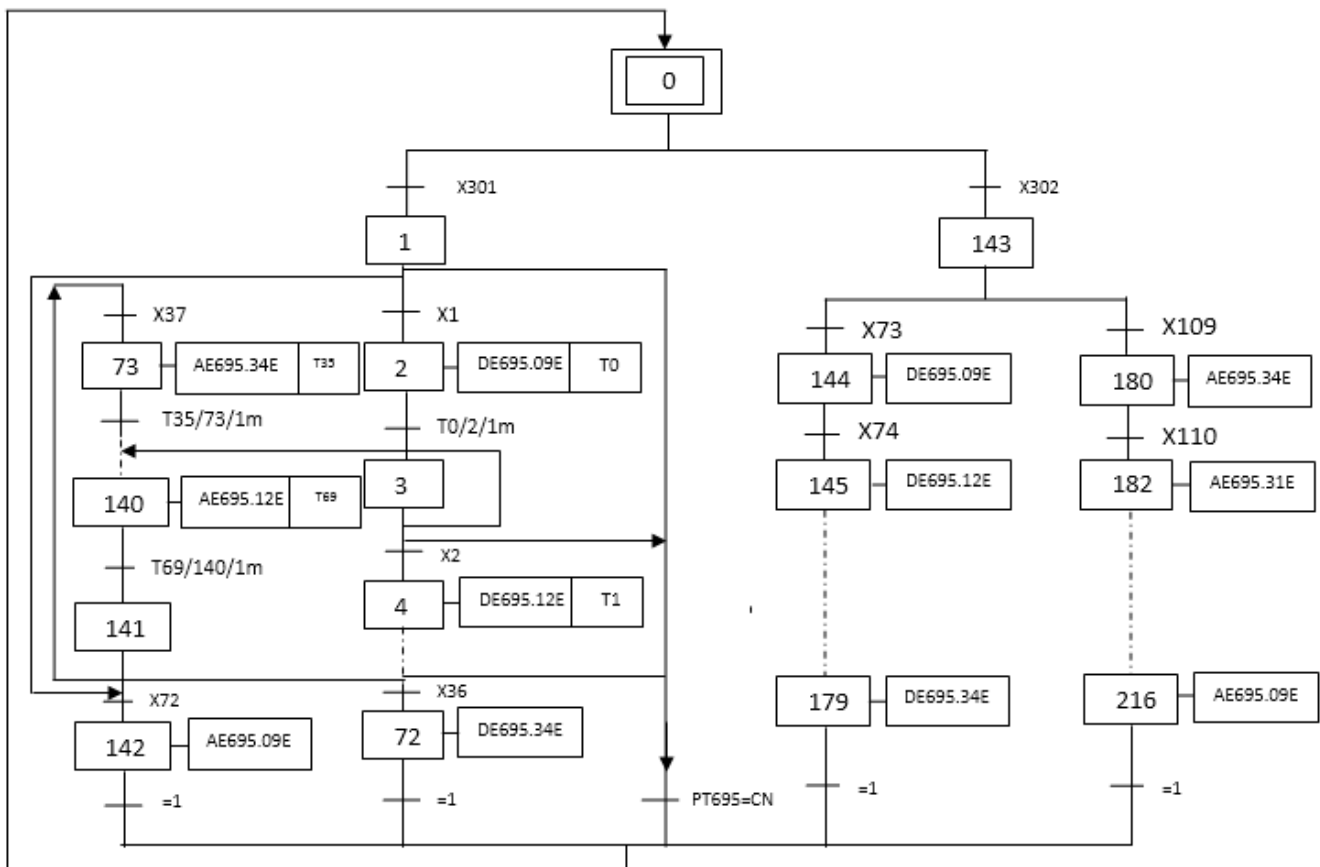 0
X301
X302
1
143
X37
X1
X73
X109
73
AE695.34E
T35
2
DE695.09E
T0
144
DE695.09E
180
AE695.34E
T35/73/1m
T0/2/1m
X74
X110
140
AE695.12E
T69
3
145
DE695.12E
182
AE695.31E
T69/140/1m
X2
4
DE695.12E
T1
141
X72
X36
179
DE695.34E
216
AE695.09E
142
AE695.09E
72
DE695.34E
=1
=1
PT695=CN
=1
=1